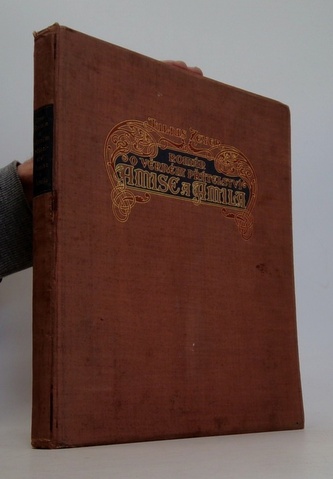 JULIUS ZEYER
ROMÁN
O VĚRNÉM PŘÁTELSTVÍ
AMISE A AMILA